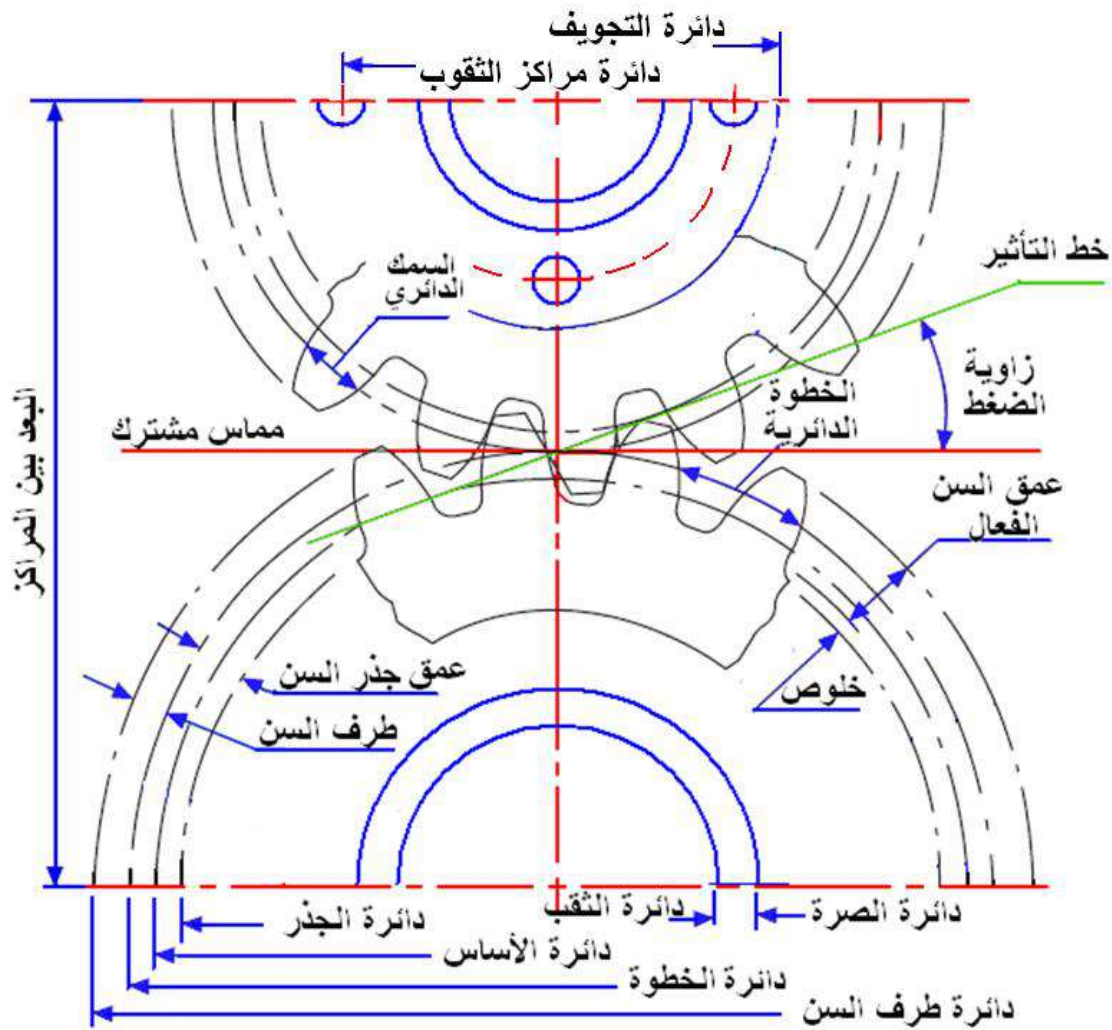 دائرة التجويف
دائرة مراكز الثقوب
خط التأثير
السمك
الدائري
زاوية
الضغط
الخطوة
الدائرية
مماس مشترك
البعد بين المراكز
عمق السن
الفعال
عمق جذر السن
خلوص
طرف السن
دائرة الصرة
دائرة الثقب
دائرة الجذر
دائرة الأساس
دائرة الخطوة
دائرة طرف السن